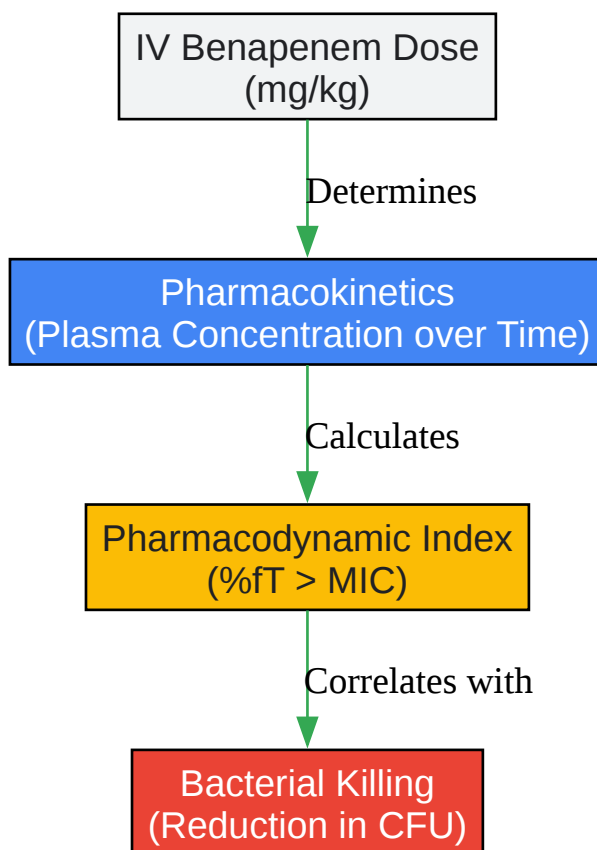 IV Benapenem Dose
(mg/kg)
Determines
Pharmacokinetics
(Plasma Concentration over Time)
Calculates
Pharmacodynamic Index
(%fT > MIC)
Correlates with
Bacterial Killing
(Reduction in CFU)